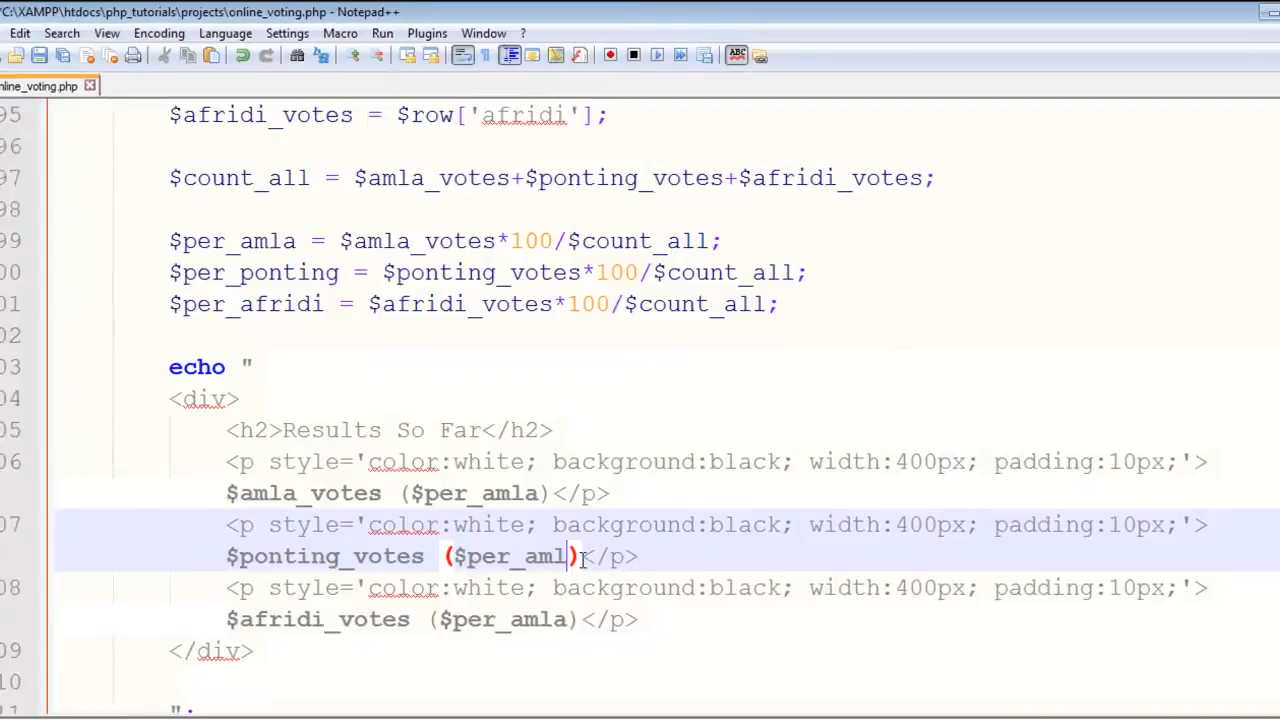 C:\XAMPP\htdocs\php_tutorials\projects\online_voting.php - Notepad++
Edit Search View Encoding Language Settings Macro Run Plugins Window ?
nline_voting.php
95 $afridi_votes = $row['afridi'];
96
97 $count_all = $amla_votes+$ponting_votes+$afridi_votes;
98
99 $per_amla = $amla_votes*100/$count_all;
00 $per_ponting = $ponting_votes*100/$count_all;
01 $per_afridi = $afridi_votes*100/$count_all;
02
03 echo "
04 <div>
05 <h2>Results So Far</h2>
06 <p style='color:white; background:black; width:400px; padding:10px;'>
$amla_votes ($per_amla)</p>
07 <p style='color:white; background:black; width:400px; padding:10px;'>
$ponting_votes ($per_aml)</p>
08 <p style='color:white; background:black; width:400px; padding:10px;'>
$afridi_votes ($per_amla)</p>
09 </div>
10
11 ";